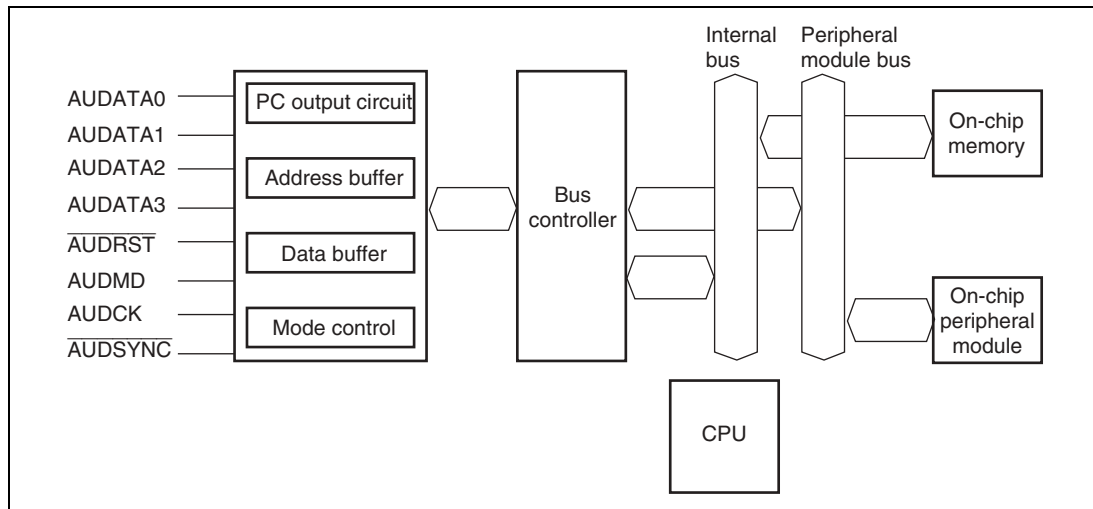 Internal
bus
Peripheral
module bus
AUDATA0
AUDATA1
AUDATA2
AUDATA3
AUDRST
AUDMD
AUDCK
AUDSYNC
PC output circuit
Address buffer
Data buffer
Mode control
Bus
controller
On-chip
memory
On-chip
peripheral
module
CPU